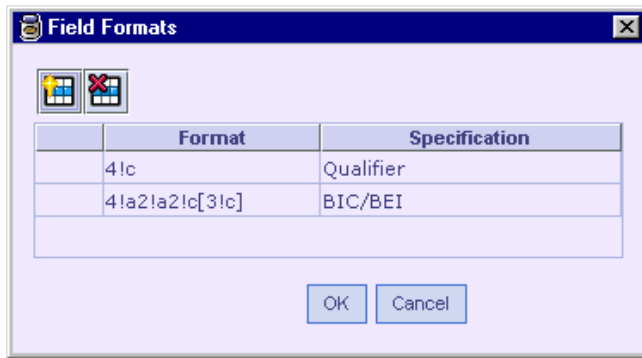 Field Formats
Format Specification
4!c Qualifier
4!a2!a2!c[3!c] BIC/BEI
OK Cancel